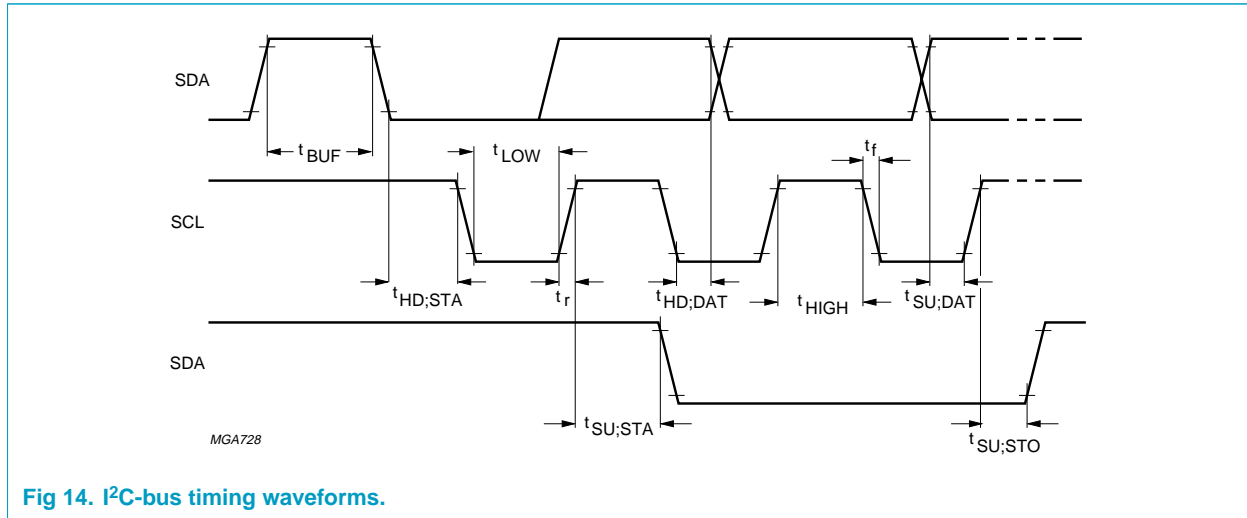 SDA
t BUF
t LOW
t f
SCL
t HD;STA
t r
t HD;DAT
t HIGH
t SU;DAT
SDA
t SU;STA
t SU;STO
MGA728
Fig 14. I²C-bus timing waveforms.